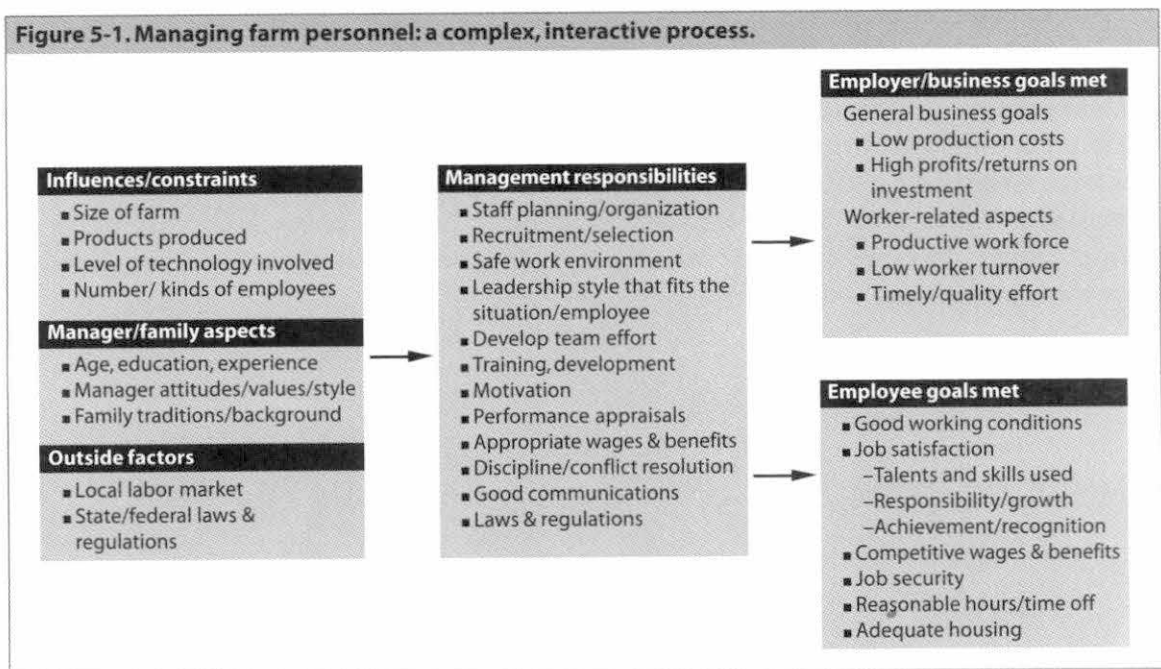 Figure 5-1. Managing farm personnel: a complex, interactive process.
Influences/constraints
▪ Size of farm
▪ Products produced
▪ Level of technology involved
▪ Number/ kinds of employees
Manager/family aspects
▪ Age, education, experience
▪ Manager attitudes/values/style
▪ Family traditions/background
Outside factors
▪ Local labor market
▪ State/federal laws &
regulations
Management responsibilities
▪ Staff planning/organization
▪ Recruitment/selection
▪ Safe work environment
▪ Leadership style that fits the
situation/employee
▪ Develop team effort
▪ Training, development
▪ Motivation
▪ Performance appraisals
▪ Appropriate wages & benefits
▪ Discipline/conflict resolution
▪ Good communications
▪ Laws & regulations
Employer/business goals met
General business goals
▪ Low production costs
▪ High profits/returns on
investment
Worker-related aspects
▪ Productive work force
▪ Low worker turnover
▪ Timely/quality effort
Employee goals met
▪ Good working conditions
▪ Job satisfaction
–Talents and skills used
–Responsibility/growth
–Achievement/recognition
▪ Competitive wages & benefits
▪ Job security
▪ Reasonable hours/time off
▪ Adequate housing